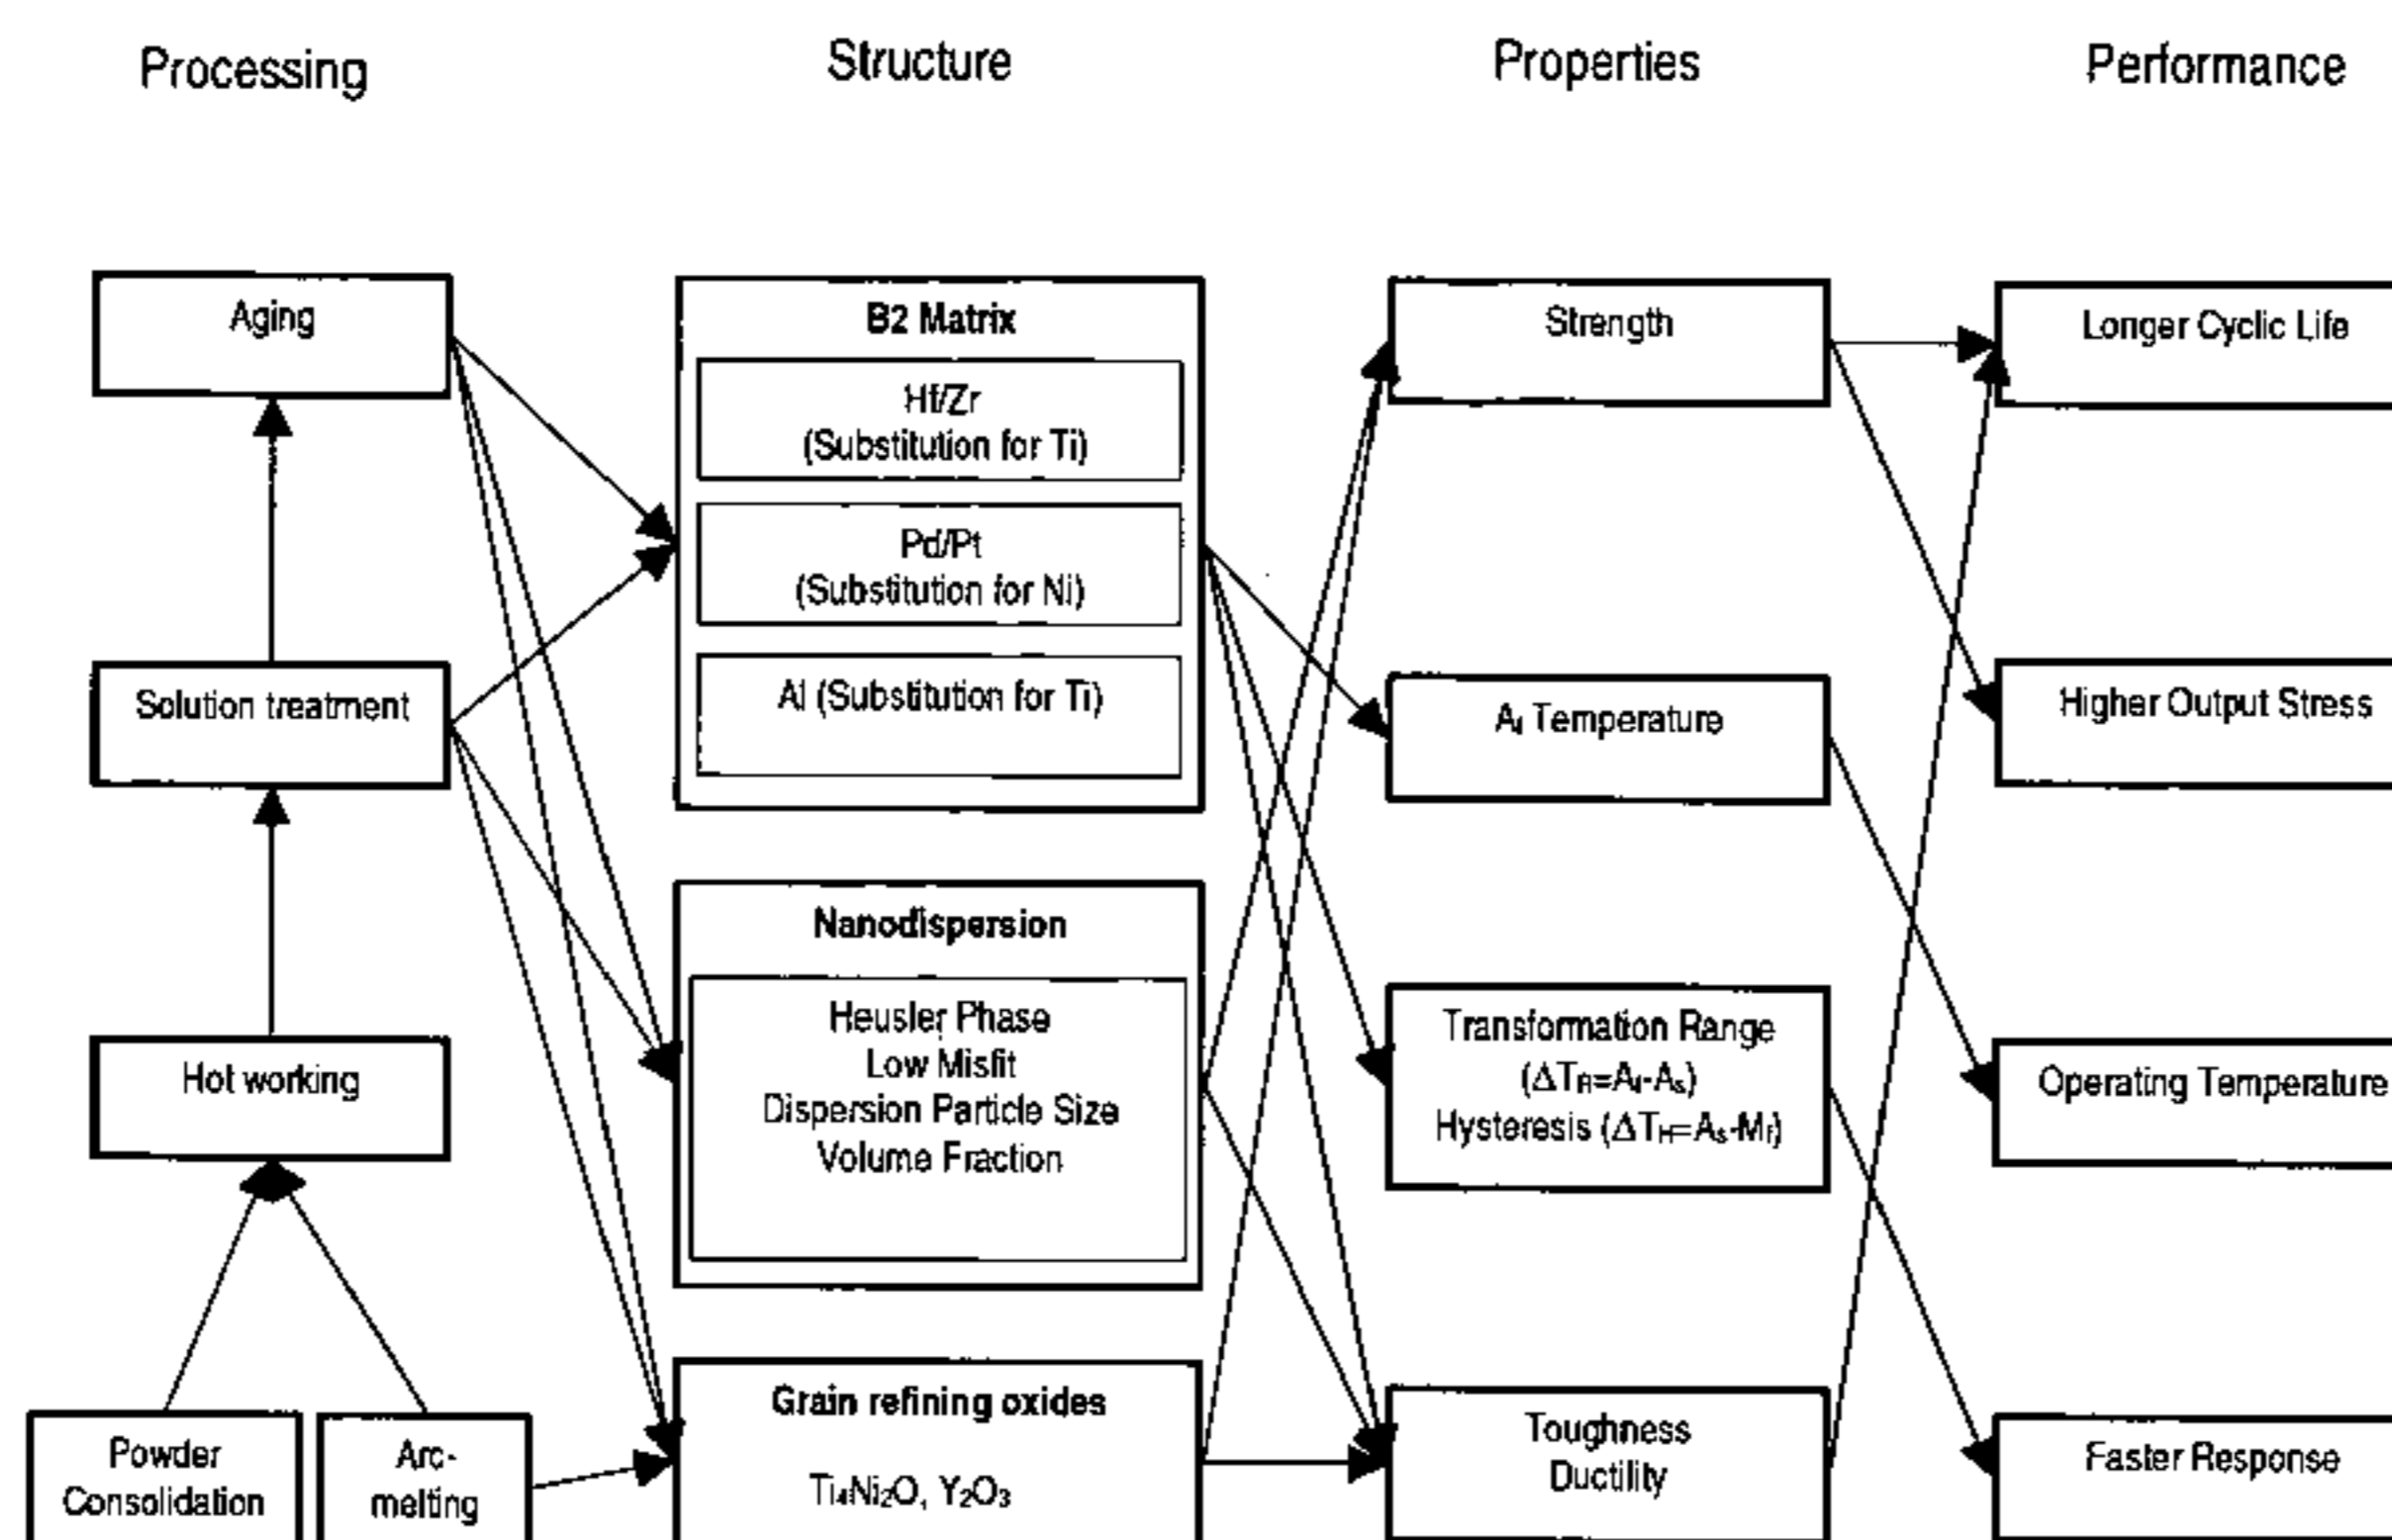 Processing
Structure
Properties
Performance
Aging
Solution treatment
Hot working
Powder
Consolidation
Arc-
melting
B2 Matrix
Hf/Zr
(Substitution for Ti)
Pd/Pt
(Substitution for Ni)
Al (Substitution for Ti)
Nanodispersion
Heusler Phase
Low Misfit
Dispersion Particle Size
Volume Fraction
Grain refining oxides
Ti₄Ni₂O, Y₂O₃
Strength
Af Temperature
Transformation Range
(ΔTR=Af-As)
Hysteresis (ΔTH=As-Mf)
Toughness
Ductility
Longer Cyclic Life
Higher Output Stress
Operating Temperature
Faster Response